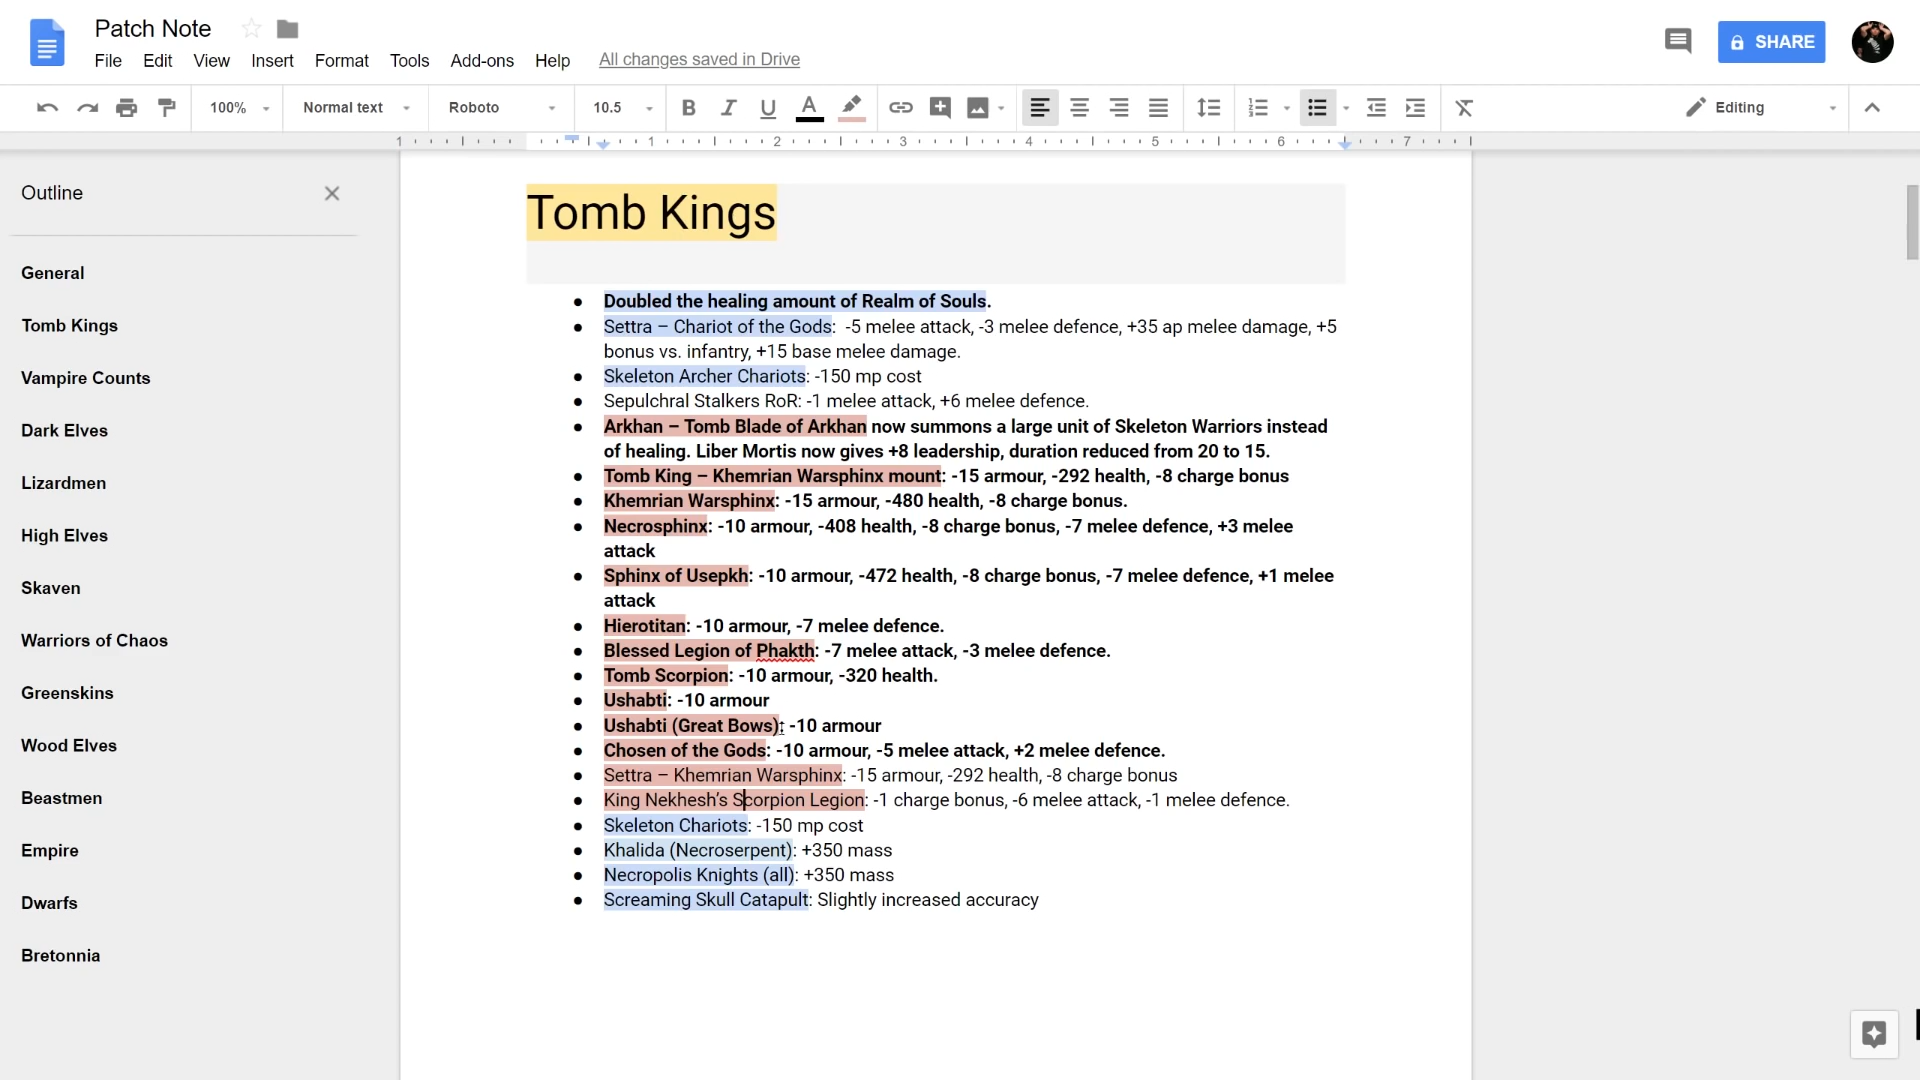 Patch Note
File Edit View Insert Format Tools Add-ons Help All changes saved in Drive
SHARE
100% Normal text Roboto 10.5 B I U A Editing
1 1 2 3 4 5 6 7
Outline
General
Tomb Kings
Vampire Counts
Dark Elves
Lizardmen
High Elves
Skaven
Warriors of Chaos
Greenskins
Wood Elves
Beastmen
Empire
Dwarfs
Bretonnia
Tomb Kings
● Doubled the healing amount of Realm of Souls.
● Settra – Chariot of the Gods:  -5 melee attack, -3 melee defence, +35 ap melee damage, +5
bonus vs. infantry, +15 base melee damage.
● Skeleton Archer Chariots: -150 mp cost
● Sepulchral Stalkers RoR: -1 melee attack, +6 melee defence.
● Arkhan – Tomb Blade of Arkhan now summons a large unit of Skeleton Warriors instead
of healing. Liber Mortis now gives +8 leadership, duration reduced from 20 to 15.
● Tomb King – Khemrian Warsphinx mount: -15 armour, -292 health, -8 charge bonus
● Khemrian Warsphinx: -15 armour, -480 health, -8 charge bonus.
● Necrosphinx: -10 armour, -408 health, -8 charge bonus, -7 melee defence, +3 melee
attack
● Sphinx of Usepkh: -10 armour, -472 health, -8 charge bonus, -7 melee defence, +1 melee
attack
● Hierotitan: -10 armour, -7 melee defence.
● Blessed Legion of Phakth: -7 melee attack, -3 melee defence.
● Tomb Scorpion: -10 armour, -320 health.
● Ushabti: -10 armour
● Ushabti (Great Bows): -10 armour
● Chosen of the Gods: -10 armour, -5 melee attack, +2 melee defence.
● Settra – Khemrian Warsphinx: -15 armour, -292 health, -8 charge bonus
● King Nekhesh’s Scorpion Legion: -1 charge bonus, -6 melee attack, -1 melee defence.
● Skeleton Chariots: -150 mp cost
● Khalida (Necroserpent): +350 mass
● Necropolis Knights (all): +350 mass
● Screaming Skull Catapult: Slightly increased accuracy